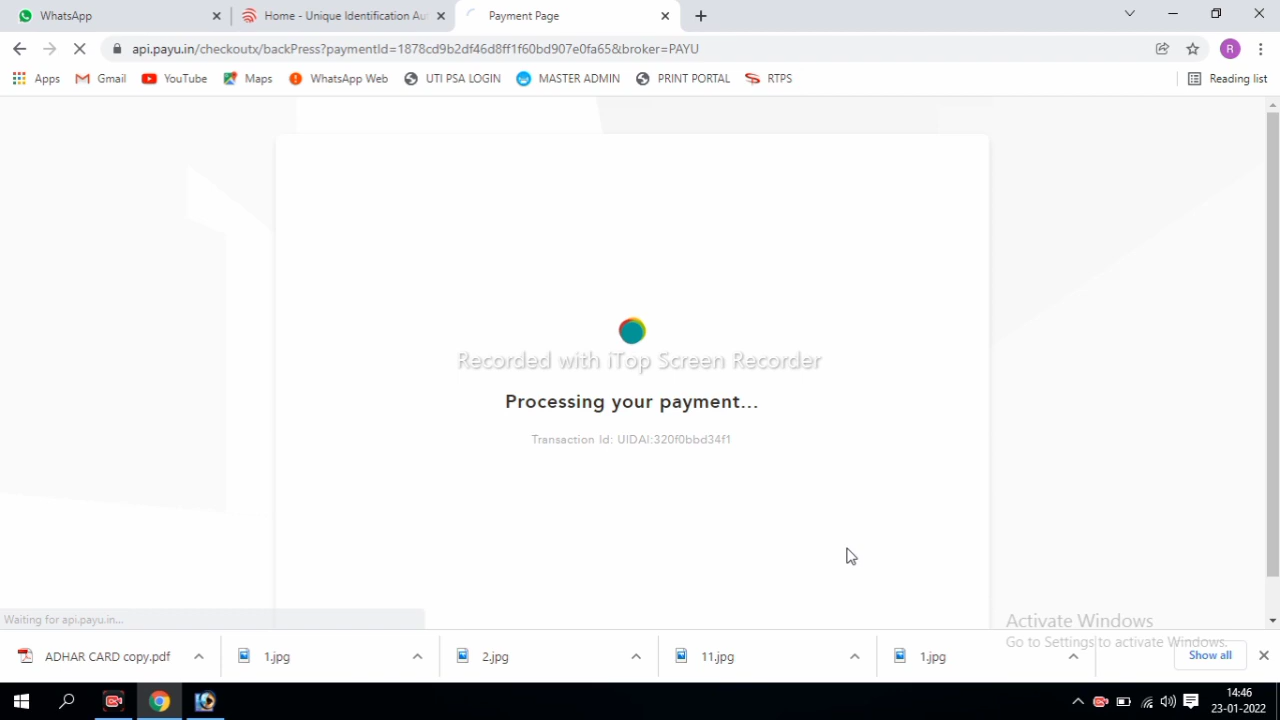 WhatsApp
Home - Unique Identification Au
Payment Page
api.payu.in/checkoutx/backPress?paymentId=1878cd9b2df46d8ff1f60bd907e0fa65&broker=PAYU
R
Apps
Gmail
YouTube
Maps
WhatsApp Web
UTI PSA LOGIN
MASTER ADMIN
PRINT PORTAL
RTPS
Reading list
Recorded with iTop Screen Recorder
Processing your payment...
Transaction Id: UIDAI:320f0bbd34f1
Waiting for api.payu.in...
Activate Windows
Go to Settings to activate Windows.
ADHAR CARD copy.pdf
1.jpg
2.jpg
11.jpg
1.jpg
Show all
14:46
23-01-2022